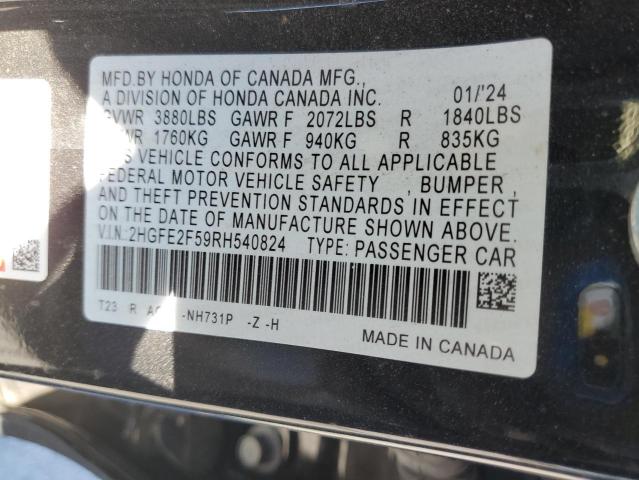 MFD.BY HONDA OF CANADA MFG.,
A DIVISION OF HONDA CANADA INC. 01/'24
GVWR 3880LBS GAWR F 2072LBS R 1840LBS
1760KG GAWR F 940KG R 835KG
THIS VEHICLE CONFORMS TO ALL APPLICABLE
FEDERAL MOTOR VEHICLE SAFETY , BUMPER ,
AND THEFT PREVENTION STANDARDS IN EFFECT
ON THE DATE OF MANUFACTURE SHOWN ABOVE.
V.I.N:2HGFE2F59RH540824 TYPE: PASSENGER CAR
T23 R -NH731P -Z -H
MADE IN CANADA